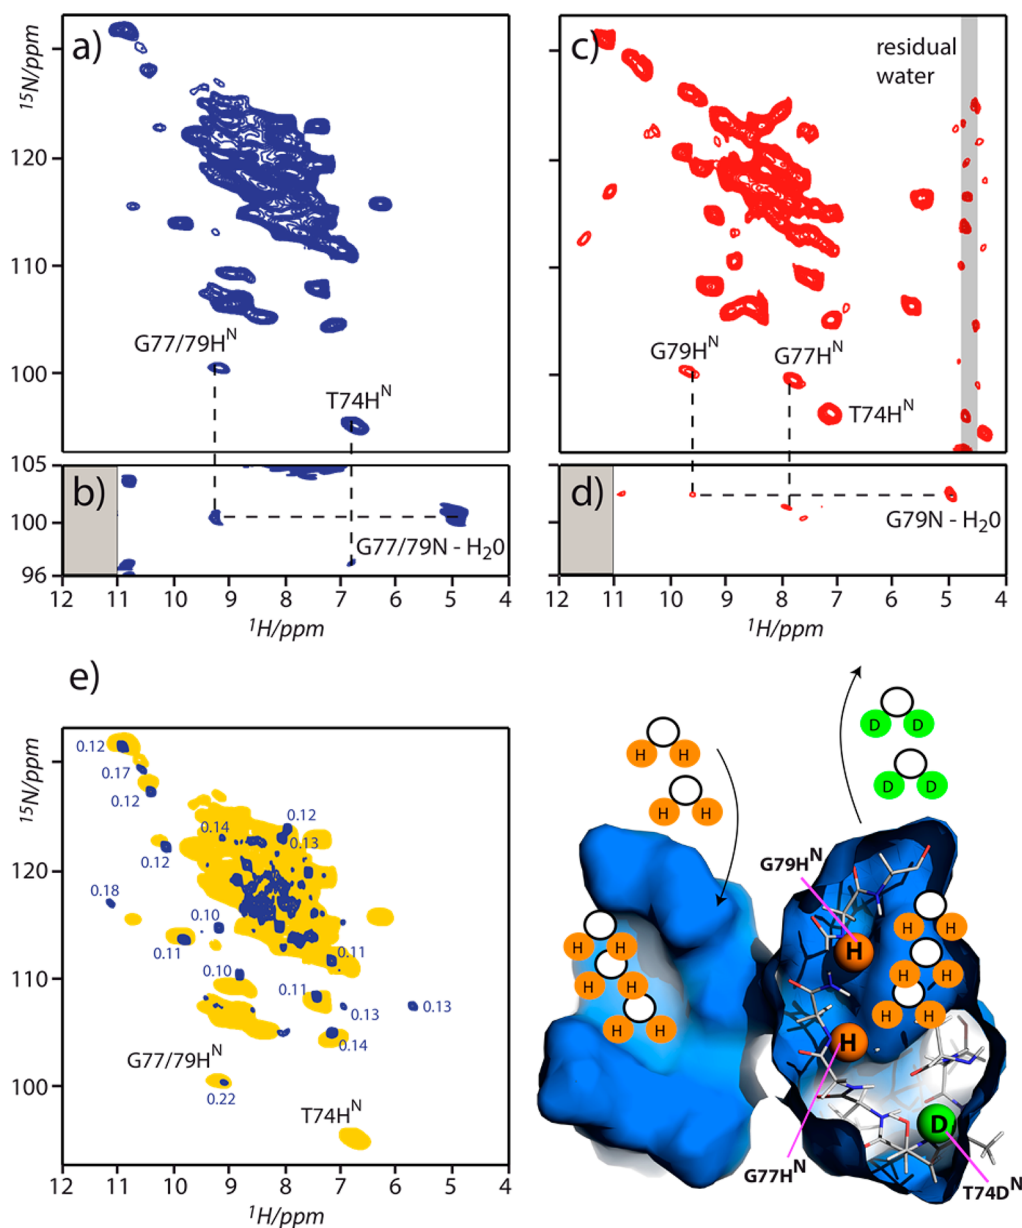 a)
c)
residual
water
15N/ppm
120
110
100
G77/79HN
T74HN
G79HN
G77HN
T74HN
b)
d)
105
100
96
G77/79N - H20
G79N - H20
12 11 10 9 8 7 6 5 4
12 11 10 9 8 7 6 5 4
1H/ppm
1H/ppm
e)
15N/ppm
120
110
100
0.12
0.17
0.12
0.14
0.12
0.13
0.12
0.18
0.10
0.11
0.11
0.10
0.11
0.13
0.13
0.14
G77/79HN
0.22
T74HN
12 11 10 9 8 7 6 5 4
1H/ppm
D D
H H
D D
H H
G79HN
H
H H
H H
H H
H H
H H
H H
H
G77HN
D
T74DN